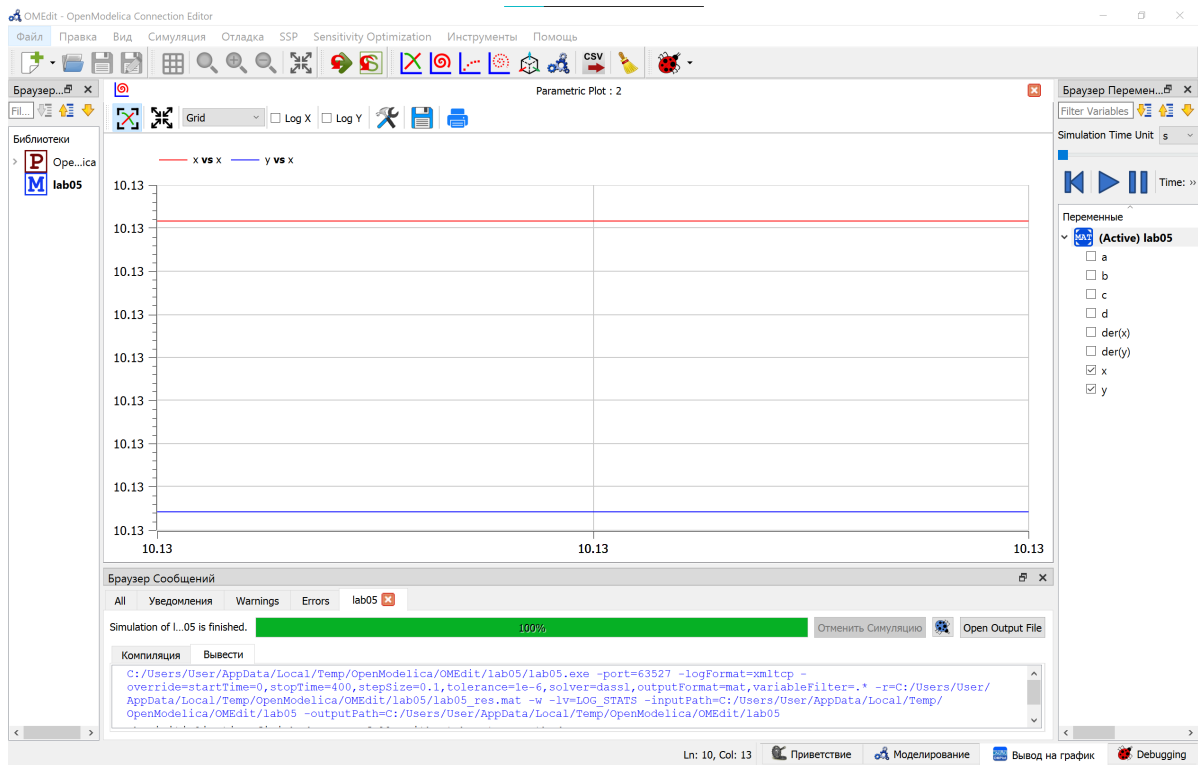 OMEdit - OpenModelica Connection Editor
Файл Правка Вид Симуляция Отладка SSP Sensitivity Optimization Инструменты Помощь
CSV
Браузер...
Fil...
Библиотеки
P Ope...ica
M lab05
Parametric Plot : 2
Grid Log X Log Y
x vs x y vs x
10.13
10.13
10.13
10.13
10.13
10.13
10.13
10.13
10.13
10.13 10.13 10.13
Браузер Сообщений
All Уведомления Warnings Errors lab05
Simulation of l...05 is finished. 100% Отменить Симуляцию Open Output File
Компиляция Вывести
C:/Users/User/AppData/Local/Temp/OpenModelica/OMEdit/lab05/lab05.exe -port=63527 -logFormat=xmltcp -
override=startTime=0,stopTime=400,stepSize=0.1,tolerance=1e-6,solver=dassl,outputFormat=mat,variableFilter=.* -r=C:/Users/User/
AppData/Local/Temp/OpenModelica/OMEdit/lab05/lab05_res.mat -w -lv=LOG_STATS -inputPath=C:/Users/User/AppData/Local/Temp/
OpenModelica/OMEdit/lab05 -outputPath=C:/Users/User/AppData/Local/Temp/OpenModelica/OMEdit/lab05
Браузер Перемен...
Filter Variables
Simulation Time Unit s
Time: »
Переменные
MAT (Active) lab05
a
b
c
d
der(x)
der(y)
x
y
Ln: 10, Col: 13 Приветствие Моделирование Вывод на график Debugging